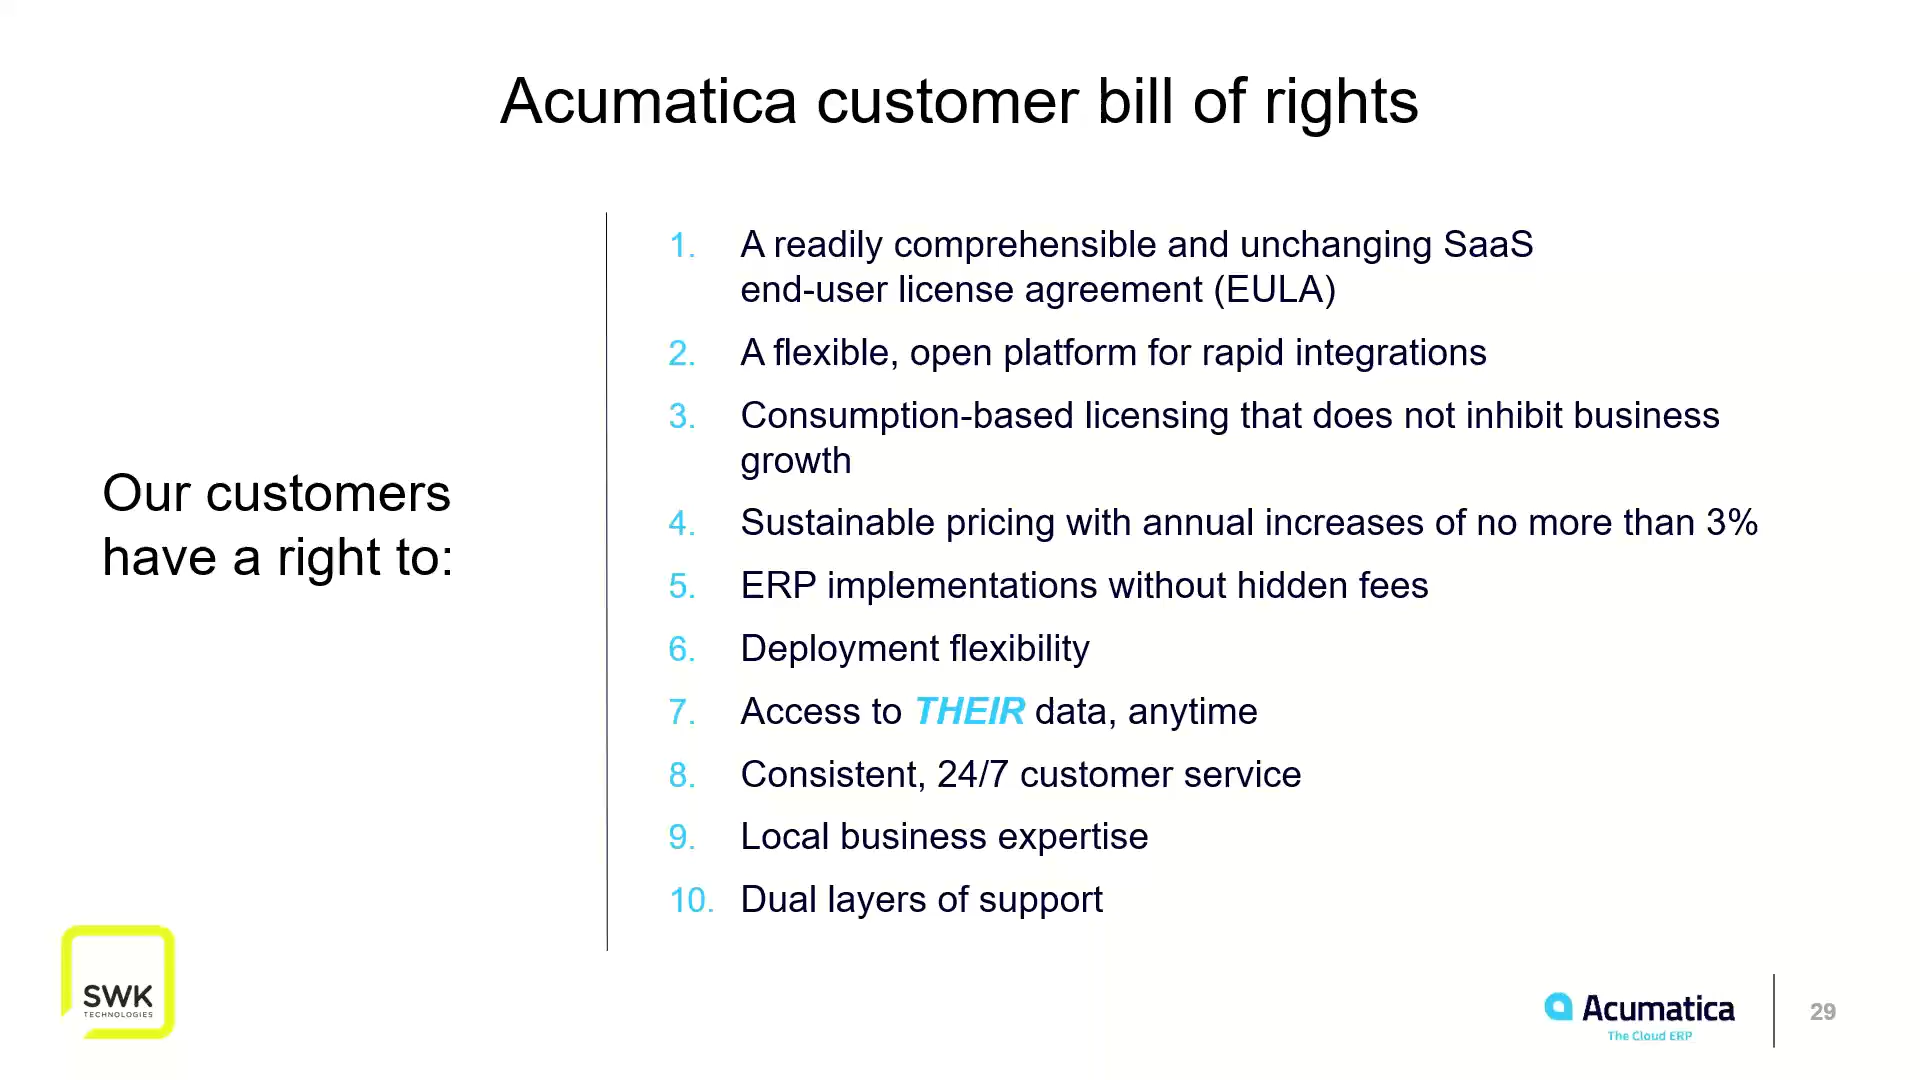 Acumatica customer bill of rights
Our customers
have a right to:
1. A readily comprehensible and unchanging SaaS
end-user license agreement (EULA)
2. A flexible, open platform for rapid integrations
3. Consumption-based licensing that does not inhibit business
growth
4. Sustainable pricing with annual increases of no more than 3%
5. ERP implementations without hidden fees
6. Deployment flexibility
7. Access to THEIR data, anytime
8. Consistent, 24/7 customer service
9. Local business expertise
10. Dual layers of support
SWK
TECHNOLOGIES
Acumatica
The Cloud ERP
29